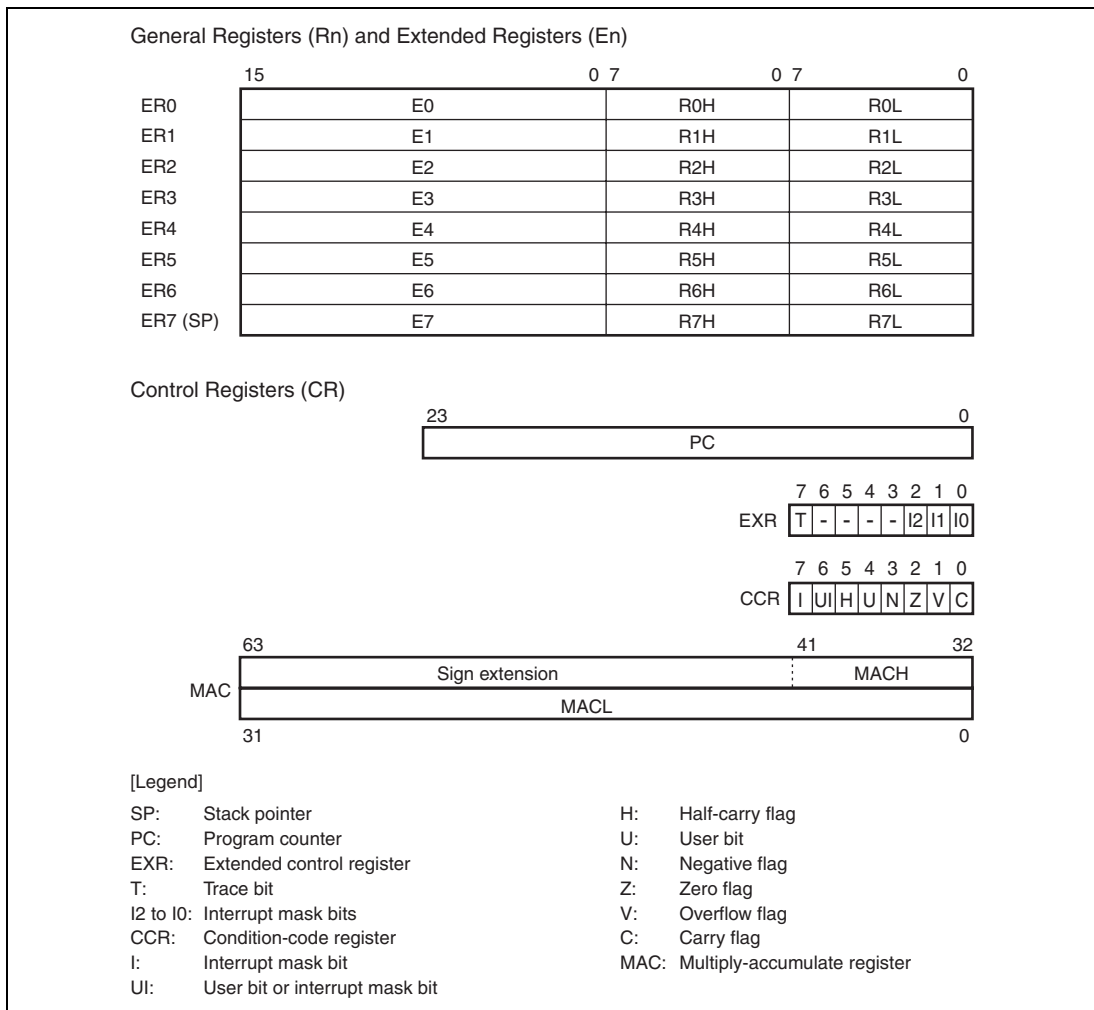 General Registers (Rn) and Extended Registers (En)
15 0 7 0 7 0
ER0 E0 R0H R0L
ER1 E1 R1H R1L
ER2 E2 R2H R2L
ER3 E3 R3H R3L
ER4 E4 R4H R4L
ER5 E5 R5H R5L
ER6 E6 R6H R6L
ER7 (SP) E7 R7H R7L
Control Registers (CR)
23 0
PC
7 6 5 4 3 2 1 0
EXR T - - - - I2 I1 I0
7 6 5 4 3 2 1 0
CCR I UI H U N Z V C
63 41 32
Sign extension MACH
MAC
MACL
31 0
[Legend]
SP: Stack pointer
PC: Program counter
EXR: Extended control register
T: Trace bit
I2 to I0: Interrupt mask bits
CCR: Condition-code register
I: Interrupt mask bit
UI: User bit or interrupt mask bit
H: Half-carry flag
U: User bit
N: Negative flag
Z: Zero flag
V: Overflow flag
C: Carry flag
MAC: Multiply-accumulate register